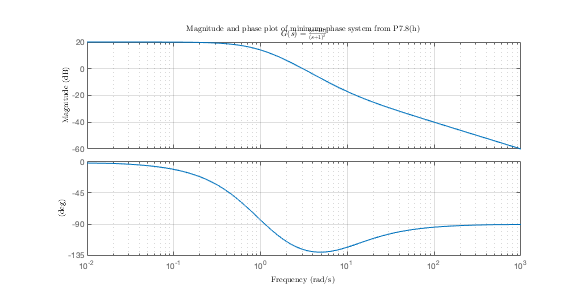 Magnitude and phase plot of minimum-phase system from P7.8(h)
G(s) =
20
0
-20
-40
-60
Magnitude (dB)
0
-45
-90
-135
(deg)
10^-2 10^-1 10^0 10^1 10^2 10^3
Frequency (rad/s)